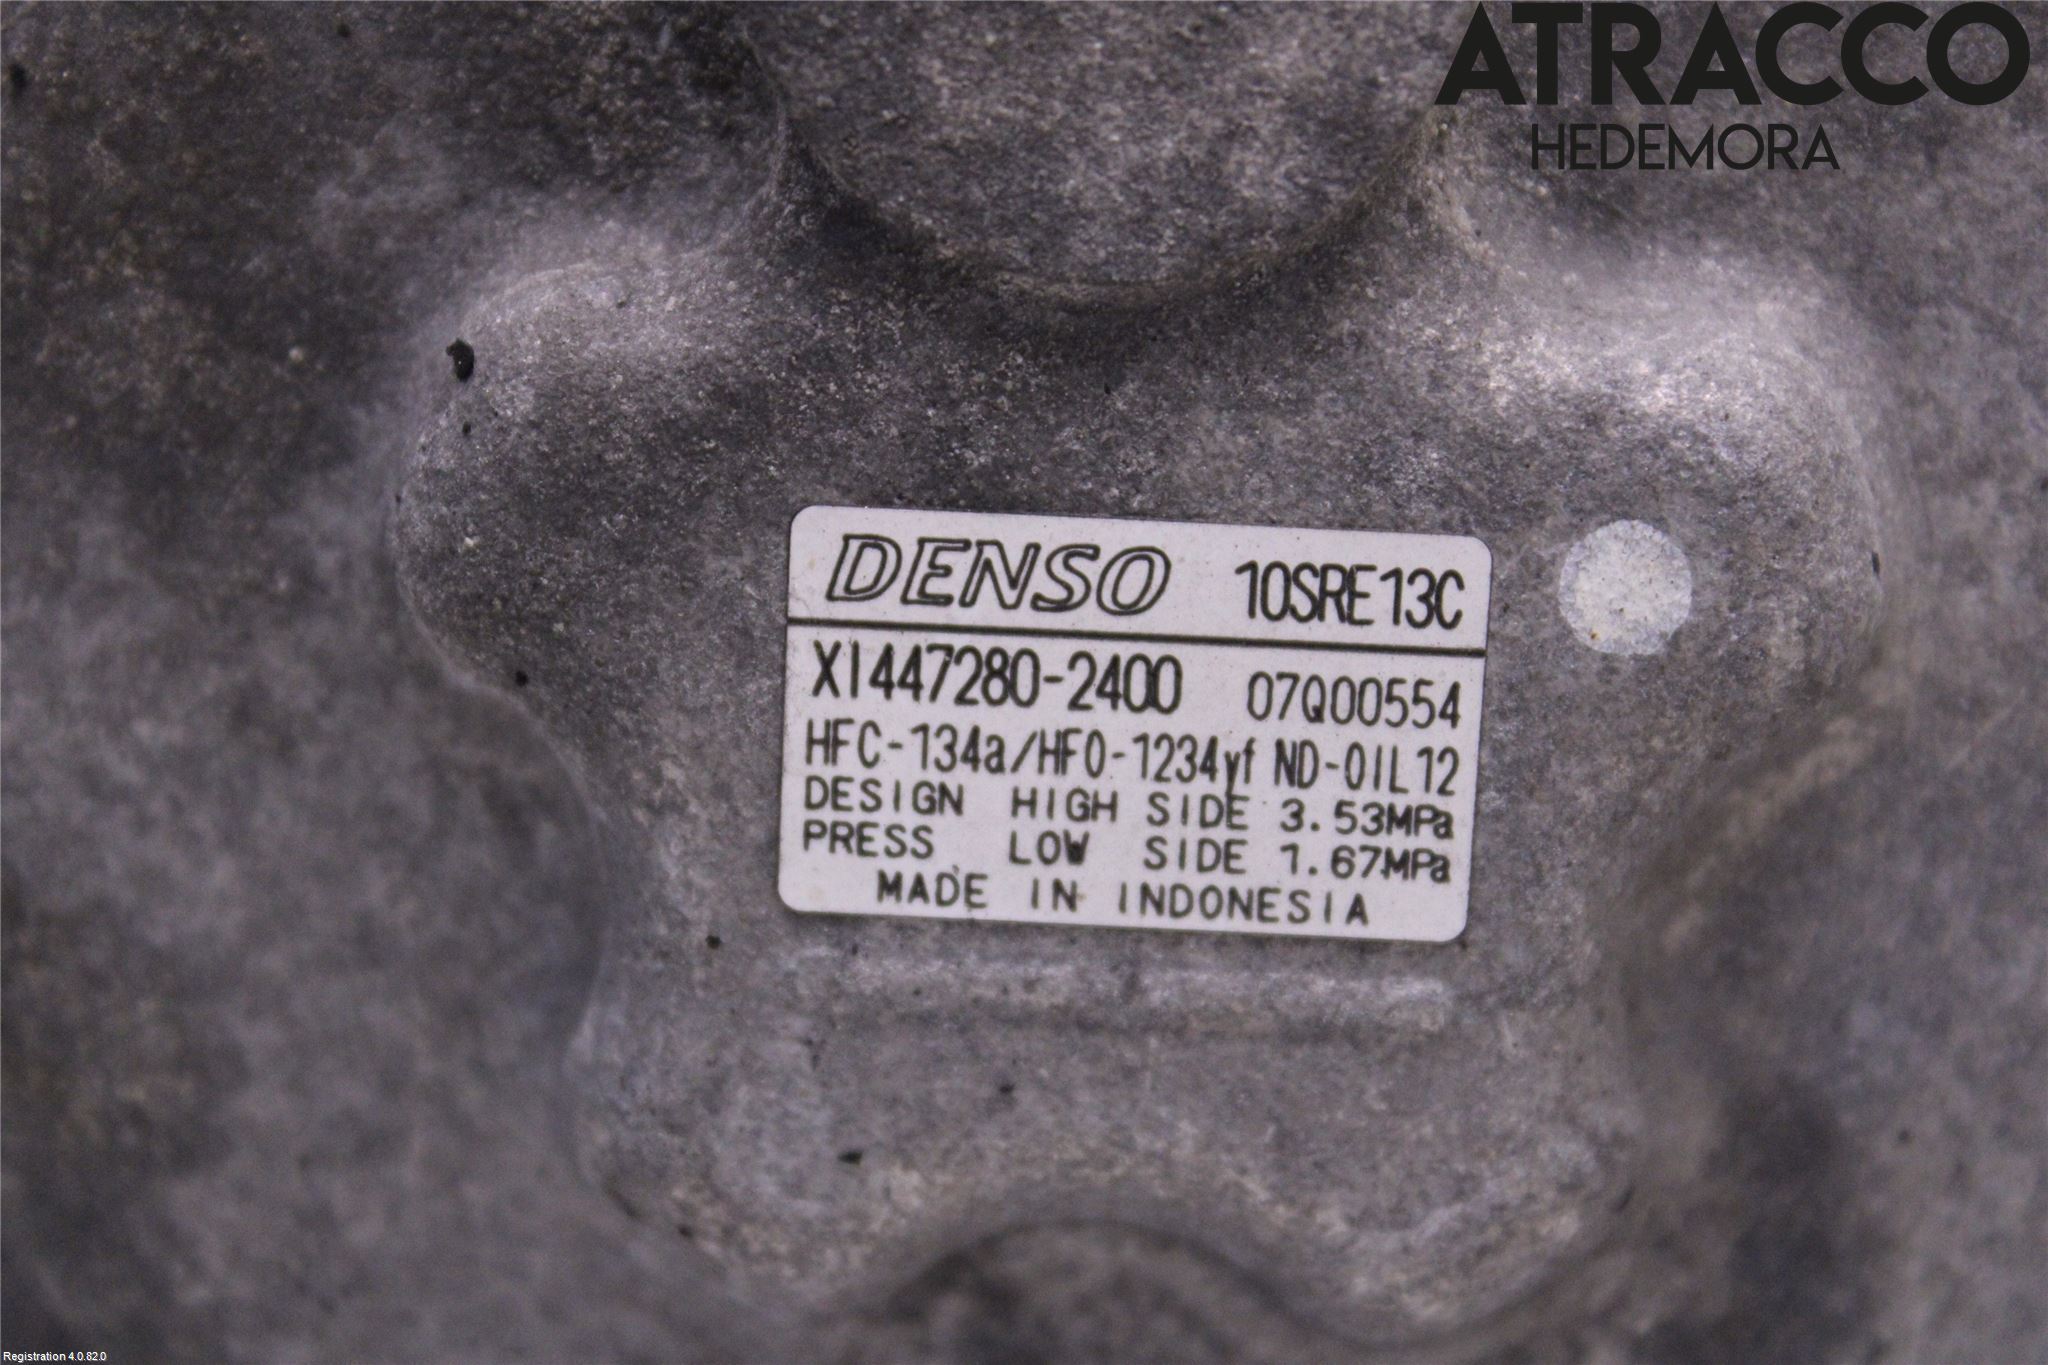 ATRACCO
HEDEMORA
DENSO 10SRE13C
XI447280-2400 07Q00554
HFC-134a/HFO-1234yf ND-OIL12
DESIGN HIGH SIDE 3.53MPa
PRESS LOW SIDE 1.67MPa
MADE IN INDONESIA
Registration 4.0.82.0